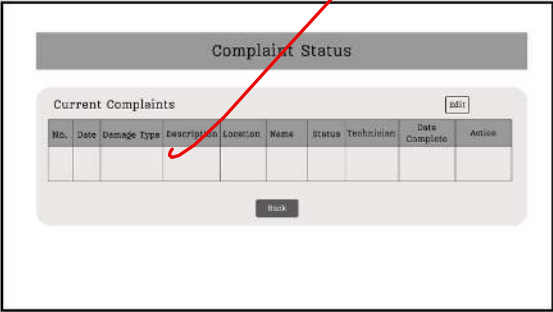 Complaint Status
Current Complaints
Edit
No. Date Damage Type Description Location Name Status Technician Date Complete Action
Back